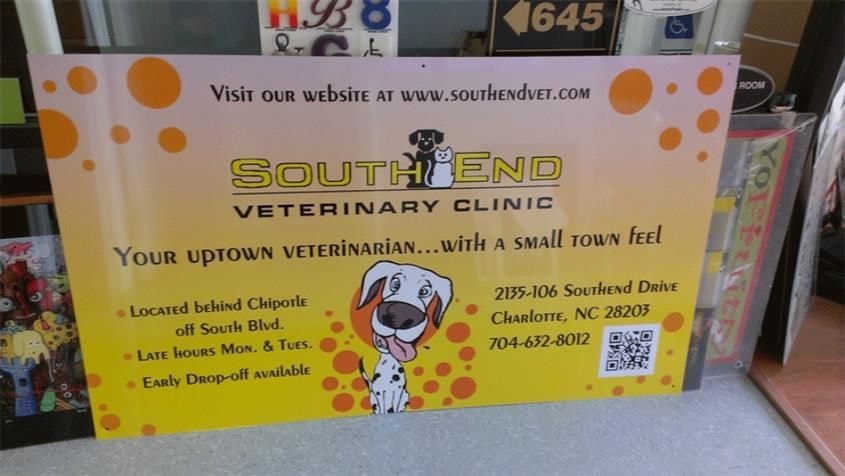 H B 8
G
645
ROOM
Visit our website at www.southendvet.com
South End
Veterinary Clinic
Your uptown veterinarian...with a small town feel
• Located behind Chipotle
off South Blvd.
• Late hours Mon. & Tues.
• Early Drop-off available
2135-106 Southend Drive
Charlotte, NC 28203
704-632-8012